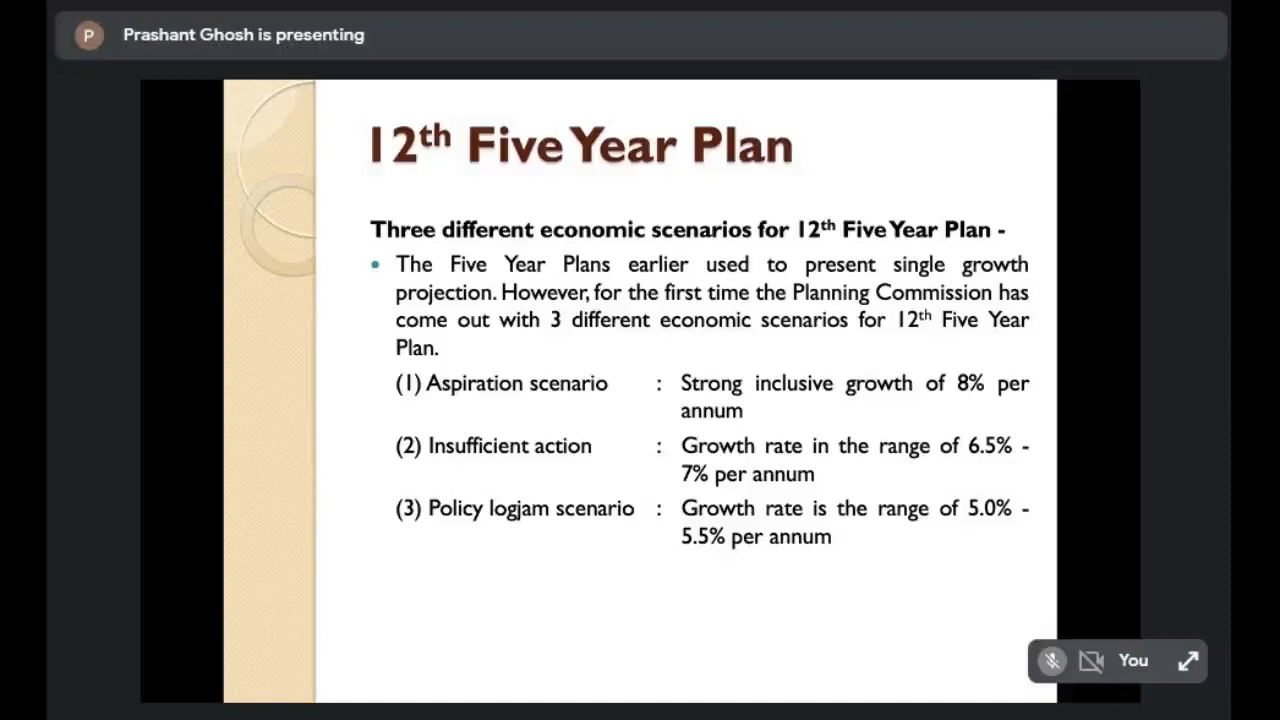 P
Prashant Ghosh is presenting
12th Five Year Plan
Three different economic scenarios for 12th Five Year Plan -
• The Five Year Plans earlier used to present single growth
projection. However, for the first time the Planning Commission has
come out with 3 different economic scenarios for 12th Five Year
Plan.
(1) Aspiration scenario : Strong inclusive growth of 8% per
annum
(2) Insufficient action : Growth rate in the range of 6.5% -
7% per annum
(3) Policy logjam scenario : Growth rate is the range of 5.0% -
5.5% per annum
You